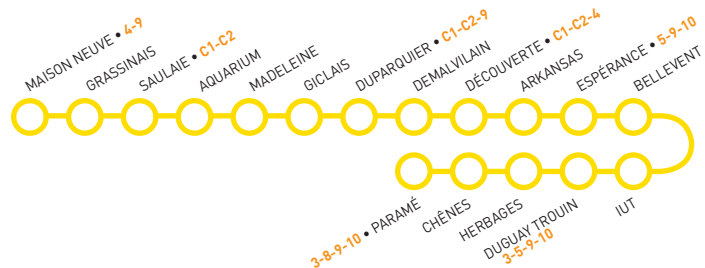 MAISON NEUVE • 4-9
GRASSINAIS
SAULAIE • C1-C2
AQUARIUM
MADELEINE
GICLAIS
DUPARQUIER • C1-C2-9
DEMALVILAIN
DÉCOUVERTE • C1-C2-4
ARKANSAS
ESPÉRANCE • 5-9-10
BELLEVENT
3-8-9-10 • PARAMÉ
CHÊNES
HERBAGES
DUGUAY TROUIN
3-5-9-10
IUT